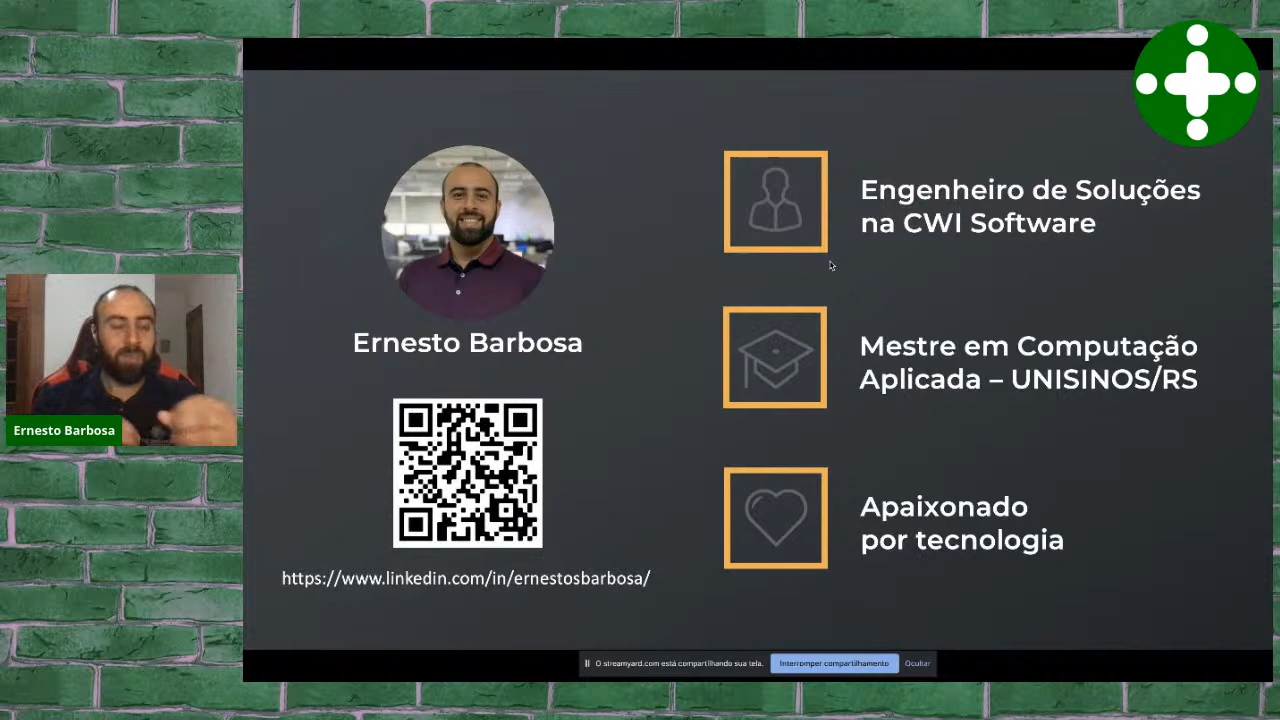 Engenheiro de Soluções
na CWI Software
Ernesto Barbosa
Mestre em Computação
Aplicada – UNISINOS/RS
Ernesto Barbosa
Apaixonado
por tecnologia
https://www.linkedin.com/in/ernestosbarbosa/
O streamyard.com está compartilhando sua tela.
Interromper compartilhamento
Ocultar